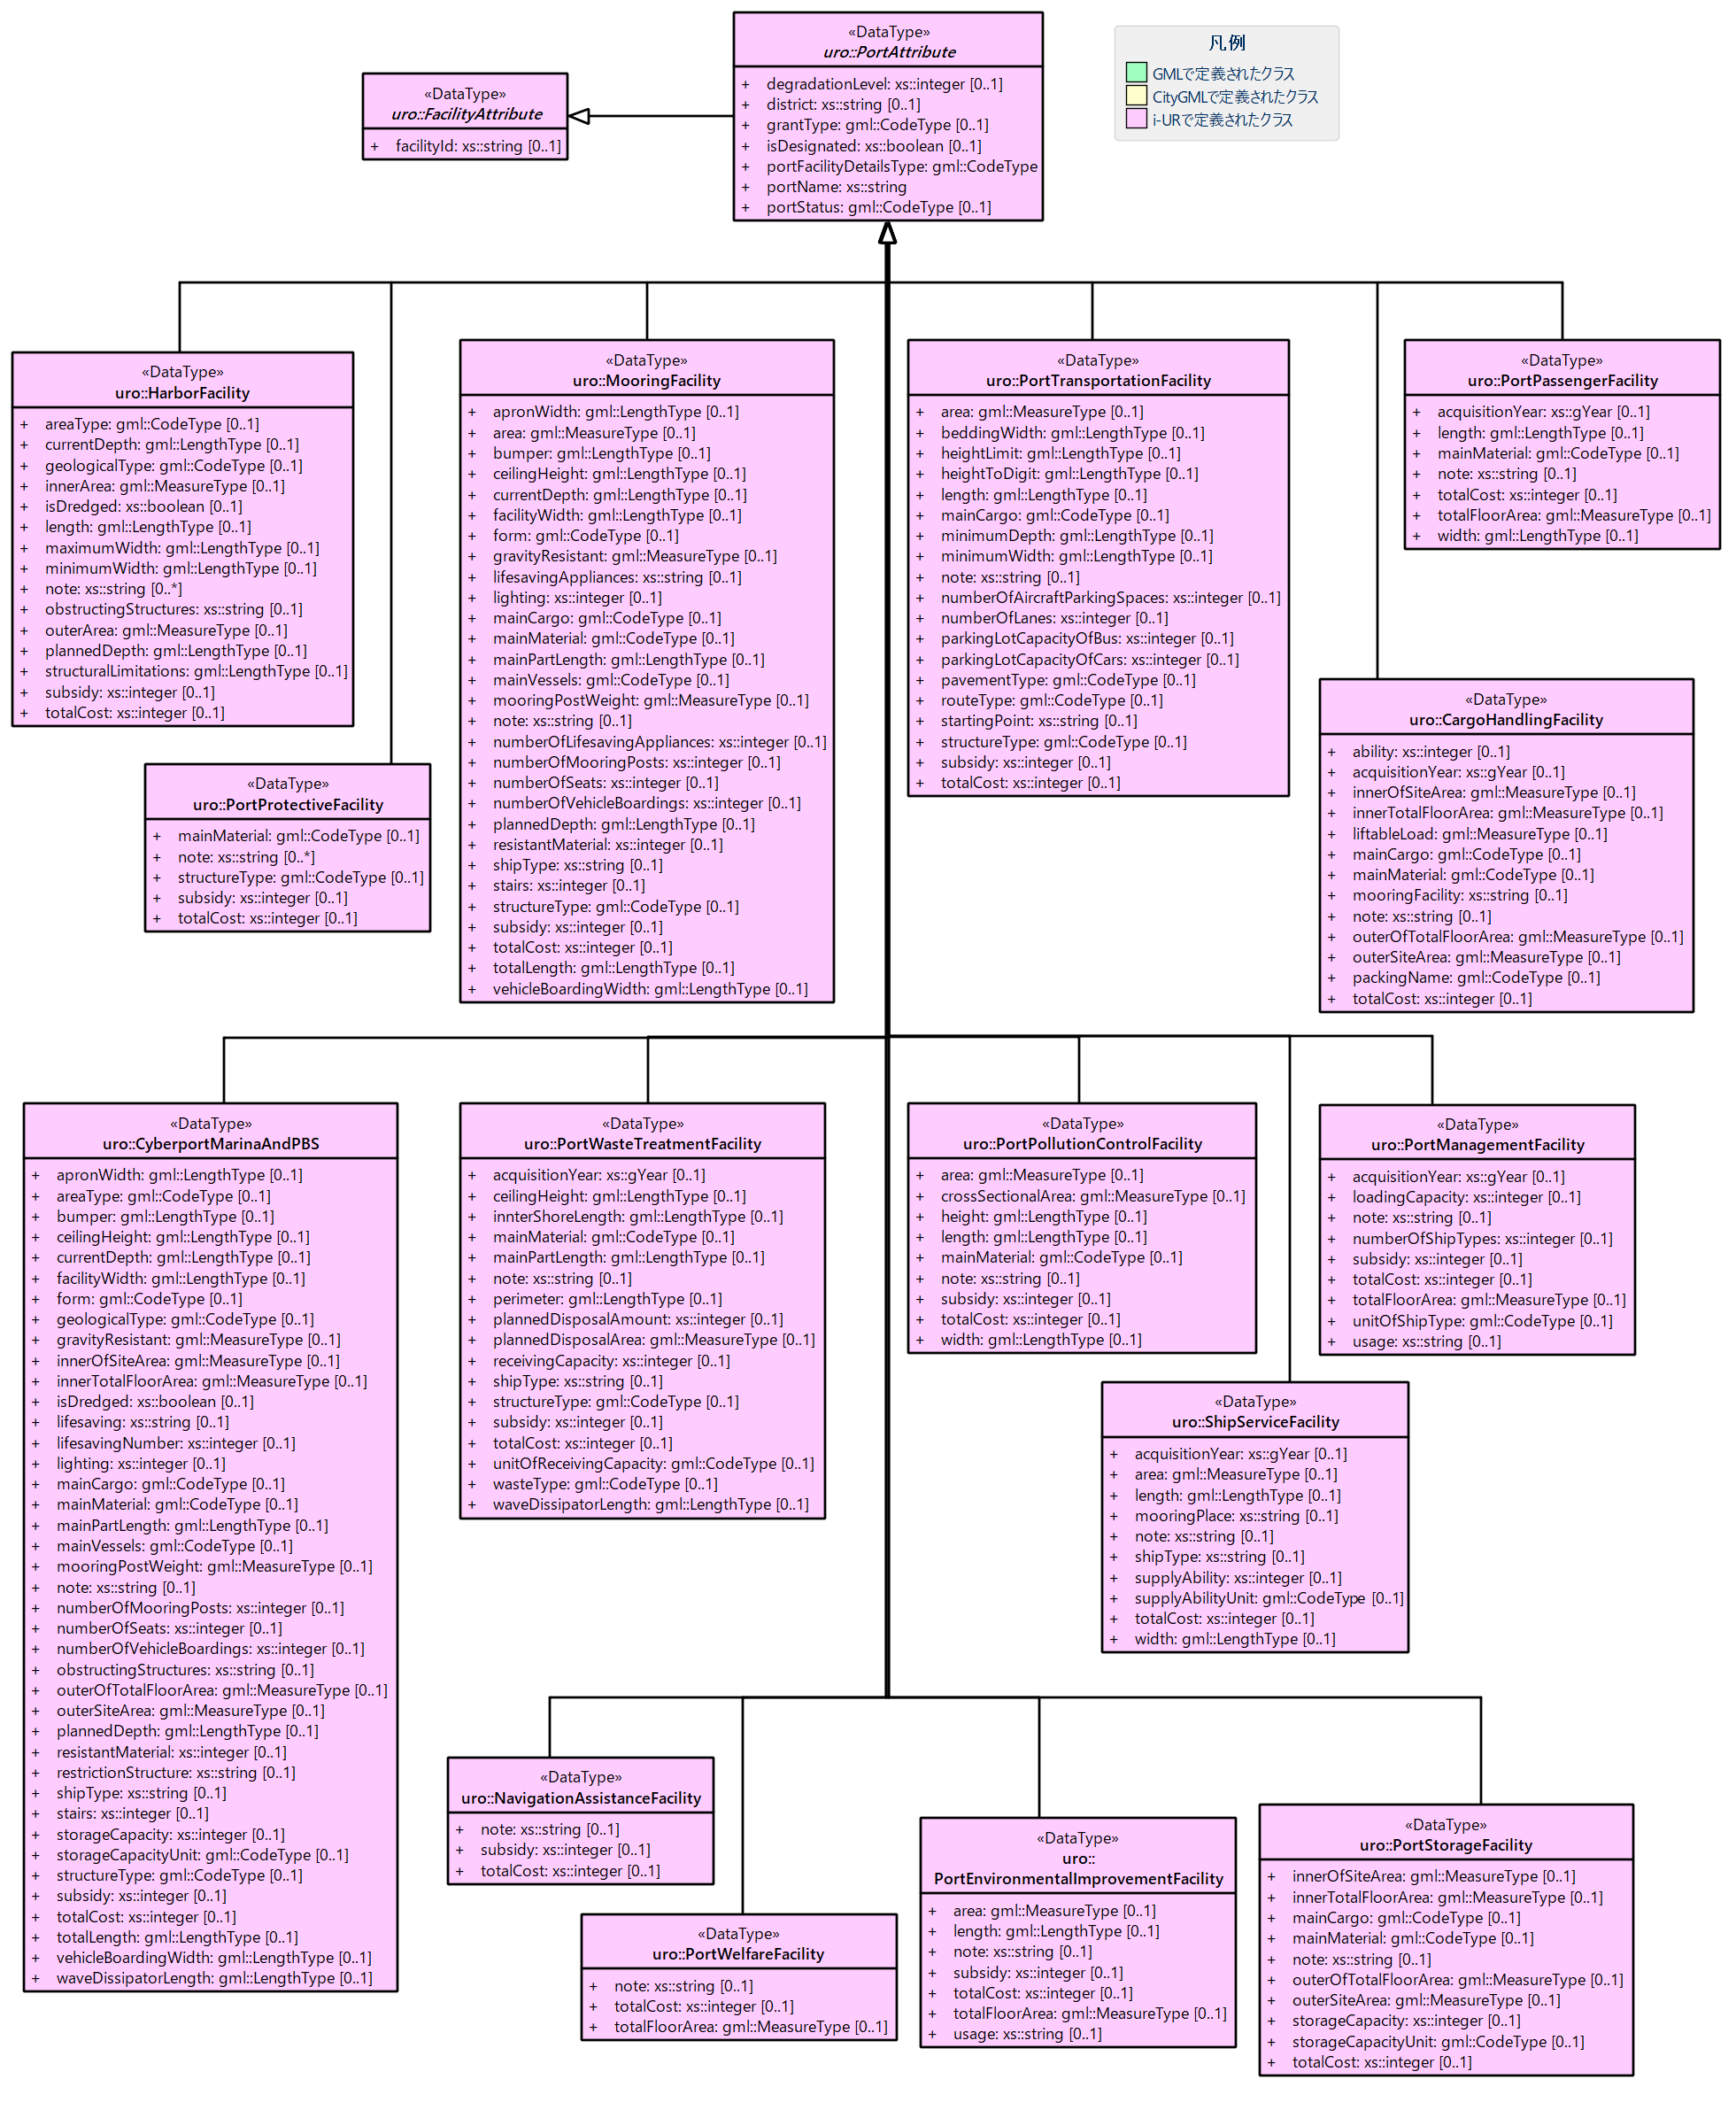 «DataType»
uro::PortAttribute
+ degradationLevel: xs::integer [0..1]
+ district: xs::string [0..1]
+ grantType: gml::CodeType [0..1]
+ isDesignated: xs::boolean [0..1]
+ portFacilityDetailsType: gml::CodeType
+ portName: xs::string
+ portStatus: gml::CodeType [0..1]
«DataType»
uro::FacilityAttribute
+ facilityId: xs::string [0..1]
凡例
GMLで定義されたクラス
CityGMLで定義されたクラス
i-URで定義されたクラス
«DataType»
uro::HarborFacility
+ areaType: gml::CodeType [0..1]
+ currentDepth: gml::LengthType [0..1]
+ geologicalType: gml::CodeType [0..1]
+ innerArea: gml::MeasureType [0..1]
+ isDredged: xs::boolean [0..1]
+ length: gml::LengthType [0..1]
+ maximumWidth: gml::LengthType [0..1]
+ minimumWidth: gml::LengthType [0..1]
+ note: xs::string [0..*]
+ obstructingStructures: xs::string [0..1]
+ outerArea: gml::MeasureType [0..1]
+ plannedDepth: gml::LengthType [0..1]
+ structuralLimitations: gml::LengthType [0..1]
+ subsidy: xs::integer [0..1]
+ totalCost: xs::integer [0..1]
«DataType»
uro::MooringFacility
+ apronWidth: gml::LengthType [0..1]
+ area: gml::MeasureType [0..1]
+ bumper: gml::LengthType [0..1]
+ ceilingHeight: gml::LengthType [0..1]
+ currentDepth: gml::LengthType [0..1]
+ facilityWidth: gml::LengthType [0..1]
+ form: gml::CodeType [0..1]
+ gravityResistant: gml::MeasureType [0..1]
+ lifesavingAppliances: xs::string [0..1]
+ lighting: xs::integer [0..1]
+ mainCargo: gml::CodeType [0..1]
+ mainMaterial: gml::CodeType [0..1]
+ mainPartLength: gml::LengthType [0..1]
+ mainVessels: gml::CodeType [0..1]
+ mooringPostWeight: gml::MeasureType [0..1]
+ note: xs::string [0..1]
+ numberOfLifesavingAppliances: xs::integer [0..1]
+ numberOfMooringPosts: xs::integer [0..1]
+ numberOfSeats: xs::integer [0..1]
+ numberOfVehicleBoardings: xs::integer [0..1]
+ plannedDepth: gml::LengthType [0..1]
+ resistantMaterial: xs::integer [0..1]
+ shipType: xs::string [0..1]
+ stairs: xs::integer [0..1]
+ structureType: gml::CodeType [0..1]
+ subsidy: xs::integer [0..1]
+ totalCost: xs::integer [0..1]
+ totalLength: gml::LengthType [0..1]
+ vehicleBoardingWidth: gml::LengthType [0..1]
«DataType»
uro::PortTransportationFacility
+ area: gml::MeasureType [0..1]
+ beddingWidth: gml::LengthType [0..1]
+ heightLimit: gml::LengthType [0..1]
+ heightToDigit: gml::LengthType [0..1]
+ length: gml::LengthType [0..1]
+ mainCargo: gml::CodeType [0..1]
+ minimumDepth: gml::LengthType [0..1]
+ minimumWidth: gml::LengthType [0..1]
+ note: xs::string [0..1]
+ numberOfAircraftParkingSpaces: xs::integer [0..1]
+ numberOfLanes: xs::integer [0..1]
+ parkingLotCapacityOfBus: xs::integer [0..1]
+ parkingLotCapacityOfCars: xs::integer [0..1]
+ pavementType: gml::CodeType [0..1]
+ routeType: gml::CodeType [0..1]
+ startingPoint: xs::string [0..1]
+ structureType: gml::CodeType [0..1]
+ subsidy: xs::integer [0..1]
+ totalCost: xs::integer [0..1]
«DataType»
uro::PortPassengerFacility
+ acquisitionYear: xs::gYear [0..1]
+ length: gml::LengthType [0..1]
+ mainMaterial: gml::CodeType [0..1]
+ note: xs::string [0..1]
+ totalCost: xs::integer [0..1]
+ totalFloorArea: gml::MeasureType [0..1]
+ width: gml::LengthType [0..1]
«DataType»
uro::CargoHandlingFacility
+ ability: xs::integer [0..1]
+ acquisitionYear: xs::gYear [0..1]
+ innerOfSiteArea: gml::MeasureType [0..1]
+ innerTotalFloorArea: gml::MeasureType [0..1]
+ liftableLoad: gml::MeasureType [0..1]
+ mainCargo: gml::CodeType [0..1]
+ mainMaterial: gml::CodeType [0..1]
+ mooringFacility: xs::string [0..1]
+ note: xs::string [0..1]
+ outerOfTotalFloorArea: gml::MeasureType [0..1]
+ outerSiteArea: gml::MeasureType [0..1]
+ packingName: gml::CodeType [0..1]
+ totalCost: xs::integer [0..1]
«DataType»
uro::PortProtectiveFacility
+ mainMaterial: gml::CodeType [0..1]
+ note: xs::string [0..*]
+ structureType: gml::CodeType [0..1]
+ subsidy: xs::integer [0..1]
+ totalCost: xs::integer [0..1]
«DataType»
uro::CyberportMarinaAndPBS
+ apronWidth: gml::LengthType [0..1]
+ areaType: gml::CodeType [0..1]
+ bumper: gml::LengthType [0..1]
+ ceilingHeight: gml::LengthType [0..1]
+ currentDepth: gml::LengthType [0..1]
+ facilityWidth: gml::LengthType [0..1]
+ form: gml::CodeType [0..1]
+ geologicalType: gml::CodeType [0..1]
+ gravityResistant: gml::MeasureType [0..1]
+ innerOfSiteArea: gml::MeasureType [0..1]
+ innerTotalFloorArea: gml::MeasureType [0..1]
+ isDredged: xs::boolean [0..1]
+ lifesaving: xs::string [0..1]
+ lifesavingNumber: xs::integer [0..1]
+ lighting: xs::integer [0..1]
+ mainCargo: gml::CodeType [0..1]
+ mainMaterial: gml::CodeType [0..1]
+ mainPartLength: gml::LengthType [0..1]
+ mainVessels: gml::CodeType [0..1]
+ mooringPostWeight: gml::MeasureType [0..1]
+ note: xs::string [0..1]
+ numberOfMooringPosts: xs::integer [0..1]
+ numberOfSeats: xs::integer [0..1]
+ numberOfVehicleBoardings: xs::integer [0..1]
+ obstructingStructures: xs::string [0..1]
+ outerOfTotalFloorArea: gml::MeasureType [0..1]
+ outerSiteArea: gml::MeasureType [0..1]
+ plannedDepth: gml::LengthType [0..1]
+ resistantMaterial: xs::integer [0..1]
+ restrictionStructure: xs::string [0..1]
+ shipType: xs::string [0..1]
+ stairs: xs::integer [0..1]
+ storageCapacity: xs::integer [0..1]
+ storageCapacityUnit: gml::CodeType [0..1]
+ structureType: gml::CodeType [0..1]
+ subsidy: xs::integer [0..1]
+ totalCost: xs::integer [0..1]
+ totalLength: gml::LengthType [0..1]
+ vehicleBoardingWidth: gml::LengthType [0..1]
+ waveDissipatorLength: gml::LengthType [0..1]
«DataType»
uro::PortWasteTreatmentFacility
+ acquisitionYear: xs::gYear [0..1]
+ ceilingHeight: gml::LengthType [0..1]
+ innterShoreLength: gml::LengthType [0..1]
+ mainMaterial: gml::CodeType [0..1]
+ mainPartLength: gml::LengthType [0..1]
+ note: xs::string [0..1]
+ perimeter: gml::LengthType [0..1]
+ plannedDisposalAmount: xs::integer [0..1]
+ plannedDisposalArea: gml::MeasureType [0..1]
+ receivingCapacity: xs::integer [0..1]
+ shipType: xs::string [0..1]
+ structureType: gml::CodeType [0..1]
+ subsidy: xs::integer [0..1]
+ totalCost: xs::integer [0..1]
+ unitOfReceivingCapacity: gml::CodeType [0..1]
+ wasteType: gml::CodeType [0..1]
+ waveDissipatorLength: gml::LengthType [0..1]
«DataType»
uro::PortPollutionControlFacility
+ area: gml::MeasureType [0..1]
+ crossSectionalArea: gml::MeasureType [0..1]
+ height: gml::LengthType [0..1]
+ length: gml::LengthType [0..1]
+ mainMaterial: gml::CodeType [0..1]
+ note: xs::string [0..1]
+ subsidy: xs::integer [0..1]
+ totalCost: xs::integer [0..1]
+ width: gml::LengthType [0..1]
«DataType»
uro::PortManagementFacility
+ acquisitionYear: xs::gYear [0..1]
+ loadingCapacity: xs::integer [0..1]
+ note: xs::string [0..1]
+ numberOfShipTypes: xs::integer [0..1]
+ subsidy: xs::integer [0..1]
+ totalCost: xs::integer [0..1]
+ totalFloorArea: gml::MeasureType [0..1]
+ unitOfShipType: gml::CodeType [0..1]
+ usage: xs::string [0..1]
«DataType»
uro::ShipServiceFacility
+ acquisitionYear: xs::gYear [0..1]
+ area: gml::MeasureType [0..1]
+ length: gml::LengthType [0..1]
+ mooringPlace: xs::string [0..1]
+ note: xs::string [0..1]
+ shipType: xs::string [0..1]
+ supplyAbility: xs::integer [0..1]
+ supplyAbilityUnit: gml::CodeType [0..1]
+ totalCost: xs::integer [0..1]
+ width: gml::LengthType [0..1]
«DataType»
uro::NavigationAssistanceFacility
+ note: xs::string [0..1]
+ subsidy: xs::integer [0..1]
+ totalCost: xs::integer [0..1]
«DataType»
uro::PortWelfareFacility
+ note: xs::string [0..1]
+ totalCost: xs::integer [0..1]
+ totalFloorArea: gml::MeasureType [0..1]
«DataType»
uro::
PortEnvironmentalImprovementFacility
+ area: gml::MeasureType [0..1]
+ length: gml::LengthType [0..1]
+ note: xs::string [0..1]
+ subsidy: xs::integer [0..1]
+ totalCost: xs::integer [0..1]
+ totalFloorArea: gml::MeasureType [0..1]
+ usage: xs::string [0..1]
«DataType»
uro::PortStorageFacility
+ innerOfSiteArea: gml::MeasureType [0..1]
+ innerTotalFloorArea: gml::MeasureType [0..1]
+ mainCargo: gml::CodeType [0..1]
+ mainMaterial: gml::CodeType [0..1]
+ note: xs::string [0..1]
+ outerOfTotalFloorArea: gml::MeasureType [0..1]
+ outerSiteArea: gml::MeasureType [0..1]
+ storageCapacity: xs::integer [0..1]
+ storageCapacityUnit: gml::CodeType [0..1]
+ totalCost: xs::integer [0..1]